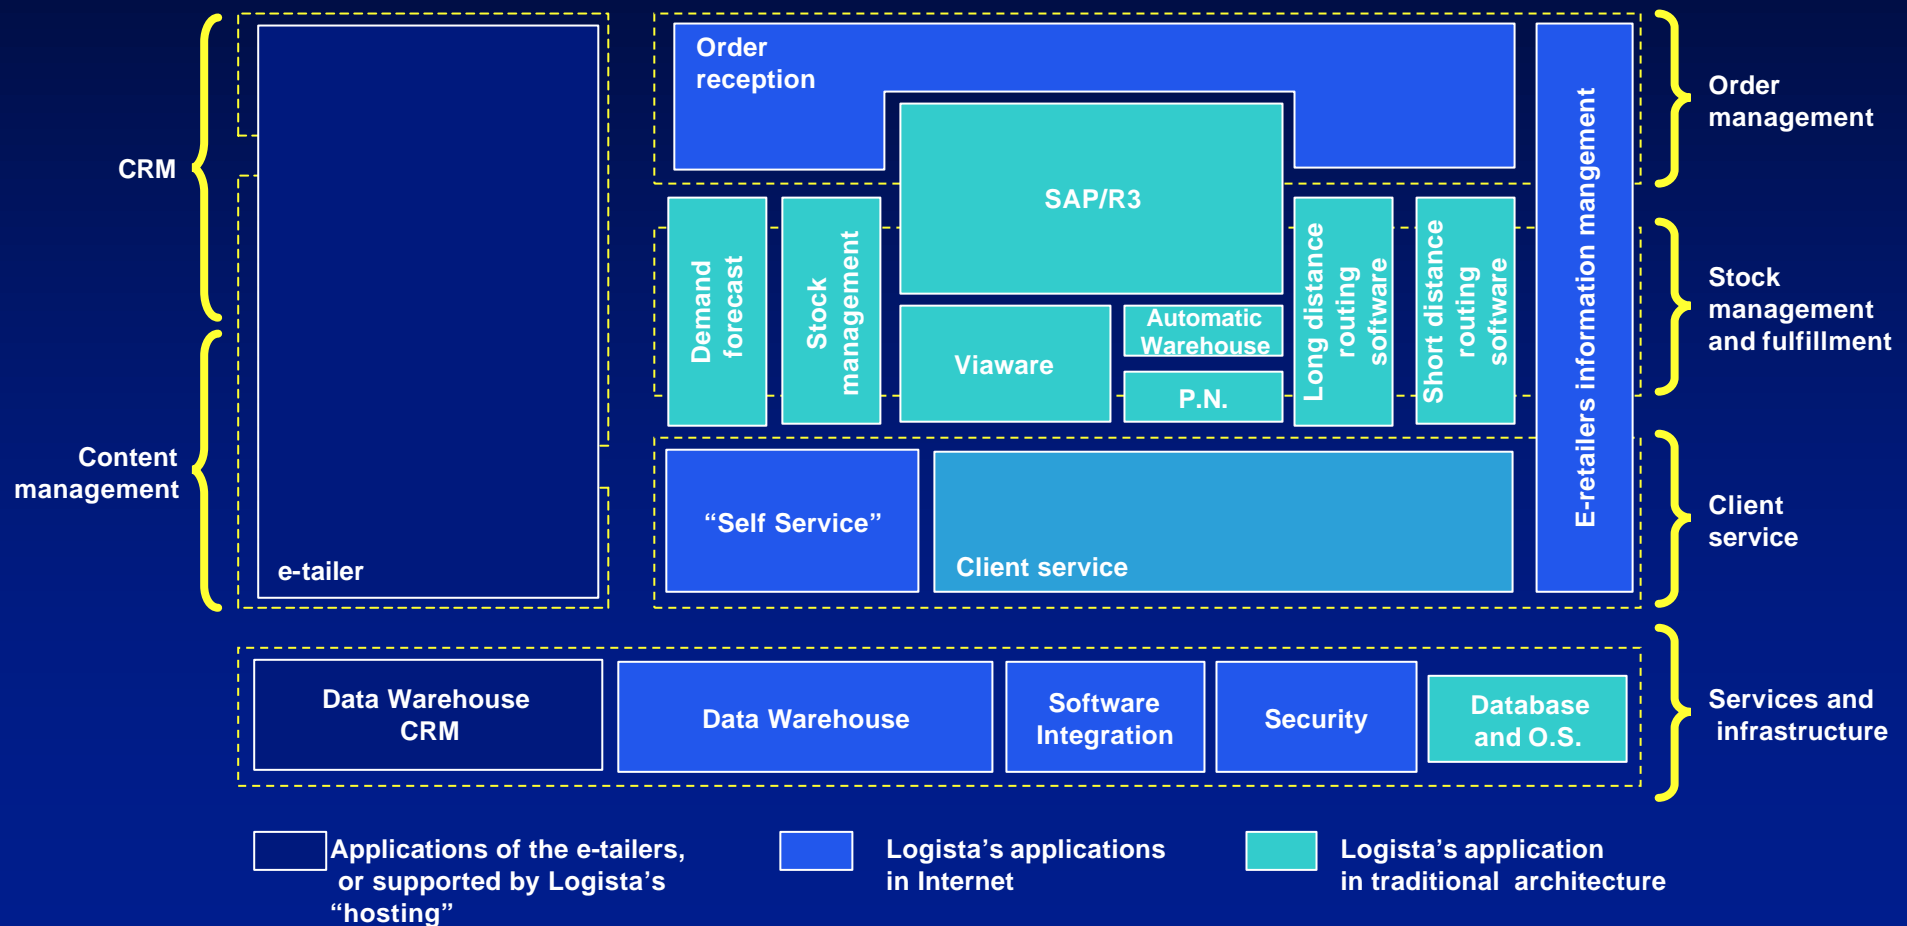 CRM
Content
management
e-tailer
Order
reception
SAP/R3
Demand
forecast
Stock
management
Viaware
Automatic
Warehouse
P.N.
Long distance
routing
software
Short distance
routing
software
E-retailers information mangement
“Self Service”
Client service
Order
management
Stock
management
and fulfillment
Client
service
Data Warehouse
CRM
Data Warehouse
Software
Integration
Security
Database
and O.S.
Services and
infrastructure
Applications of the e-tailers,
or supported by Logista’s
“hosting”
Logista’s applications
in Internet
Logista’s application
in traditional architecture